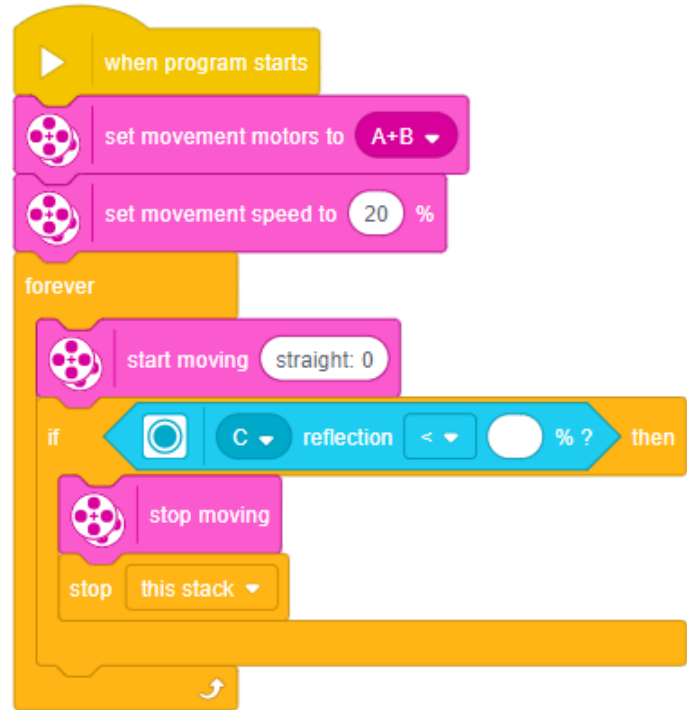 when program starts
set movement motors to A+B
set movement speed to 20 %
forever
start moving straight: 0
if C reflection < % ? then
stop moving
stop this stack